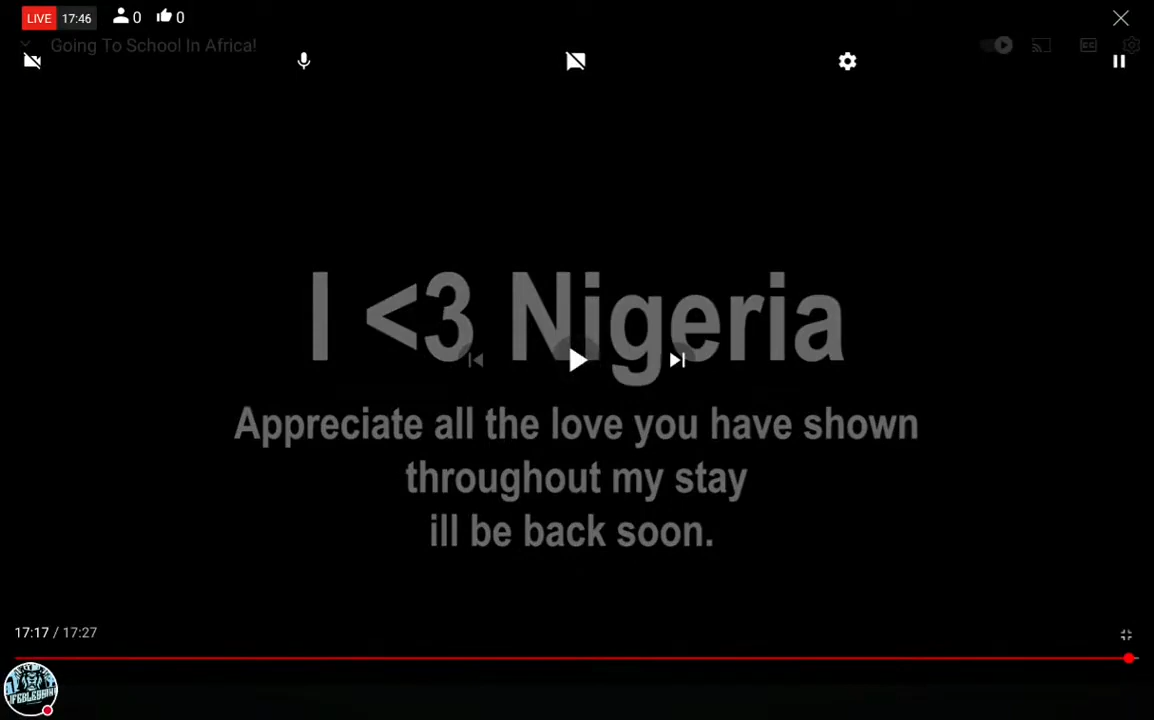 LIVE 17:46 0 0
Going To School In Africa!
CC
I <3 Nigeria
Appreciate all the love you have shown
throughout my stay
ill be back soon.
17:17 / 17:27